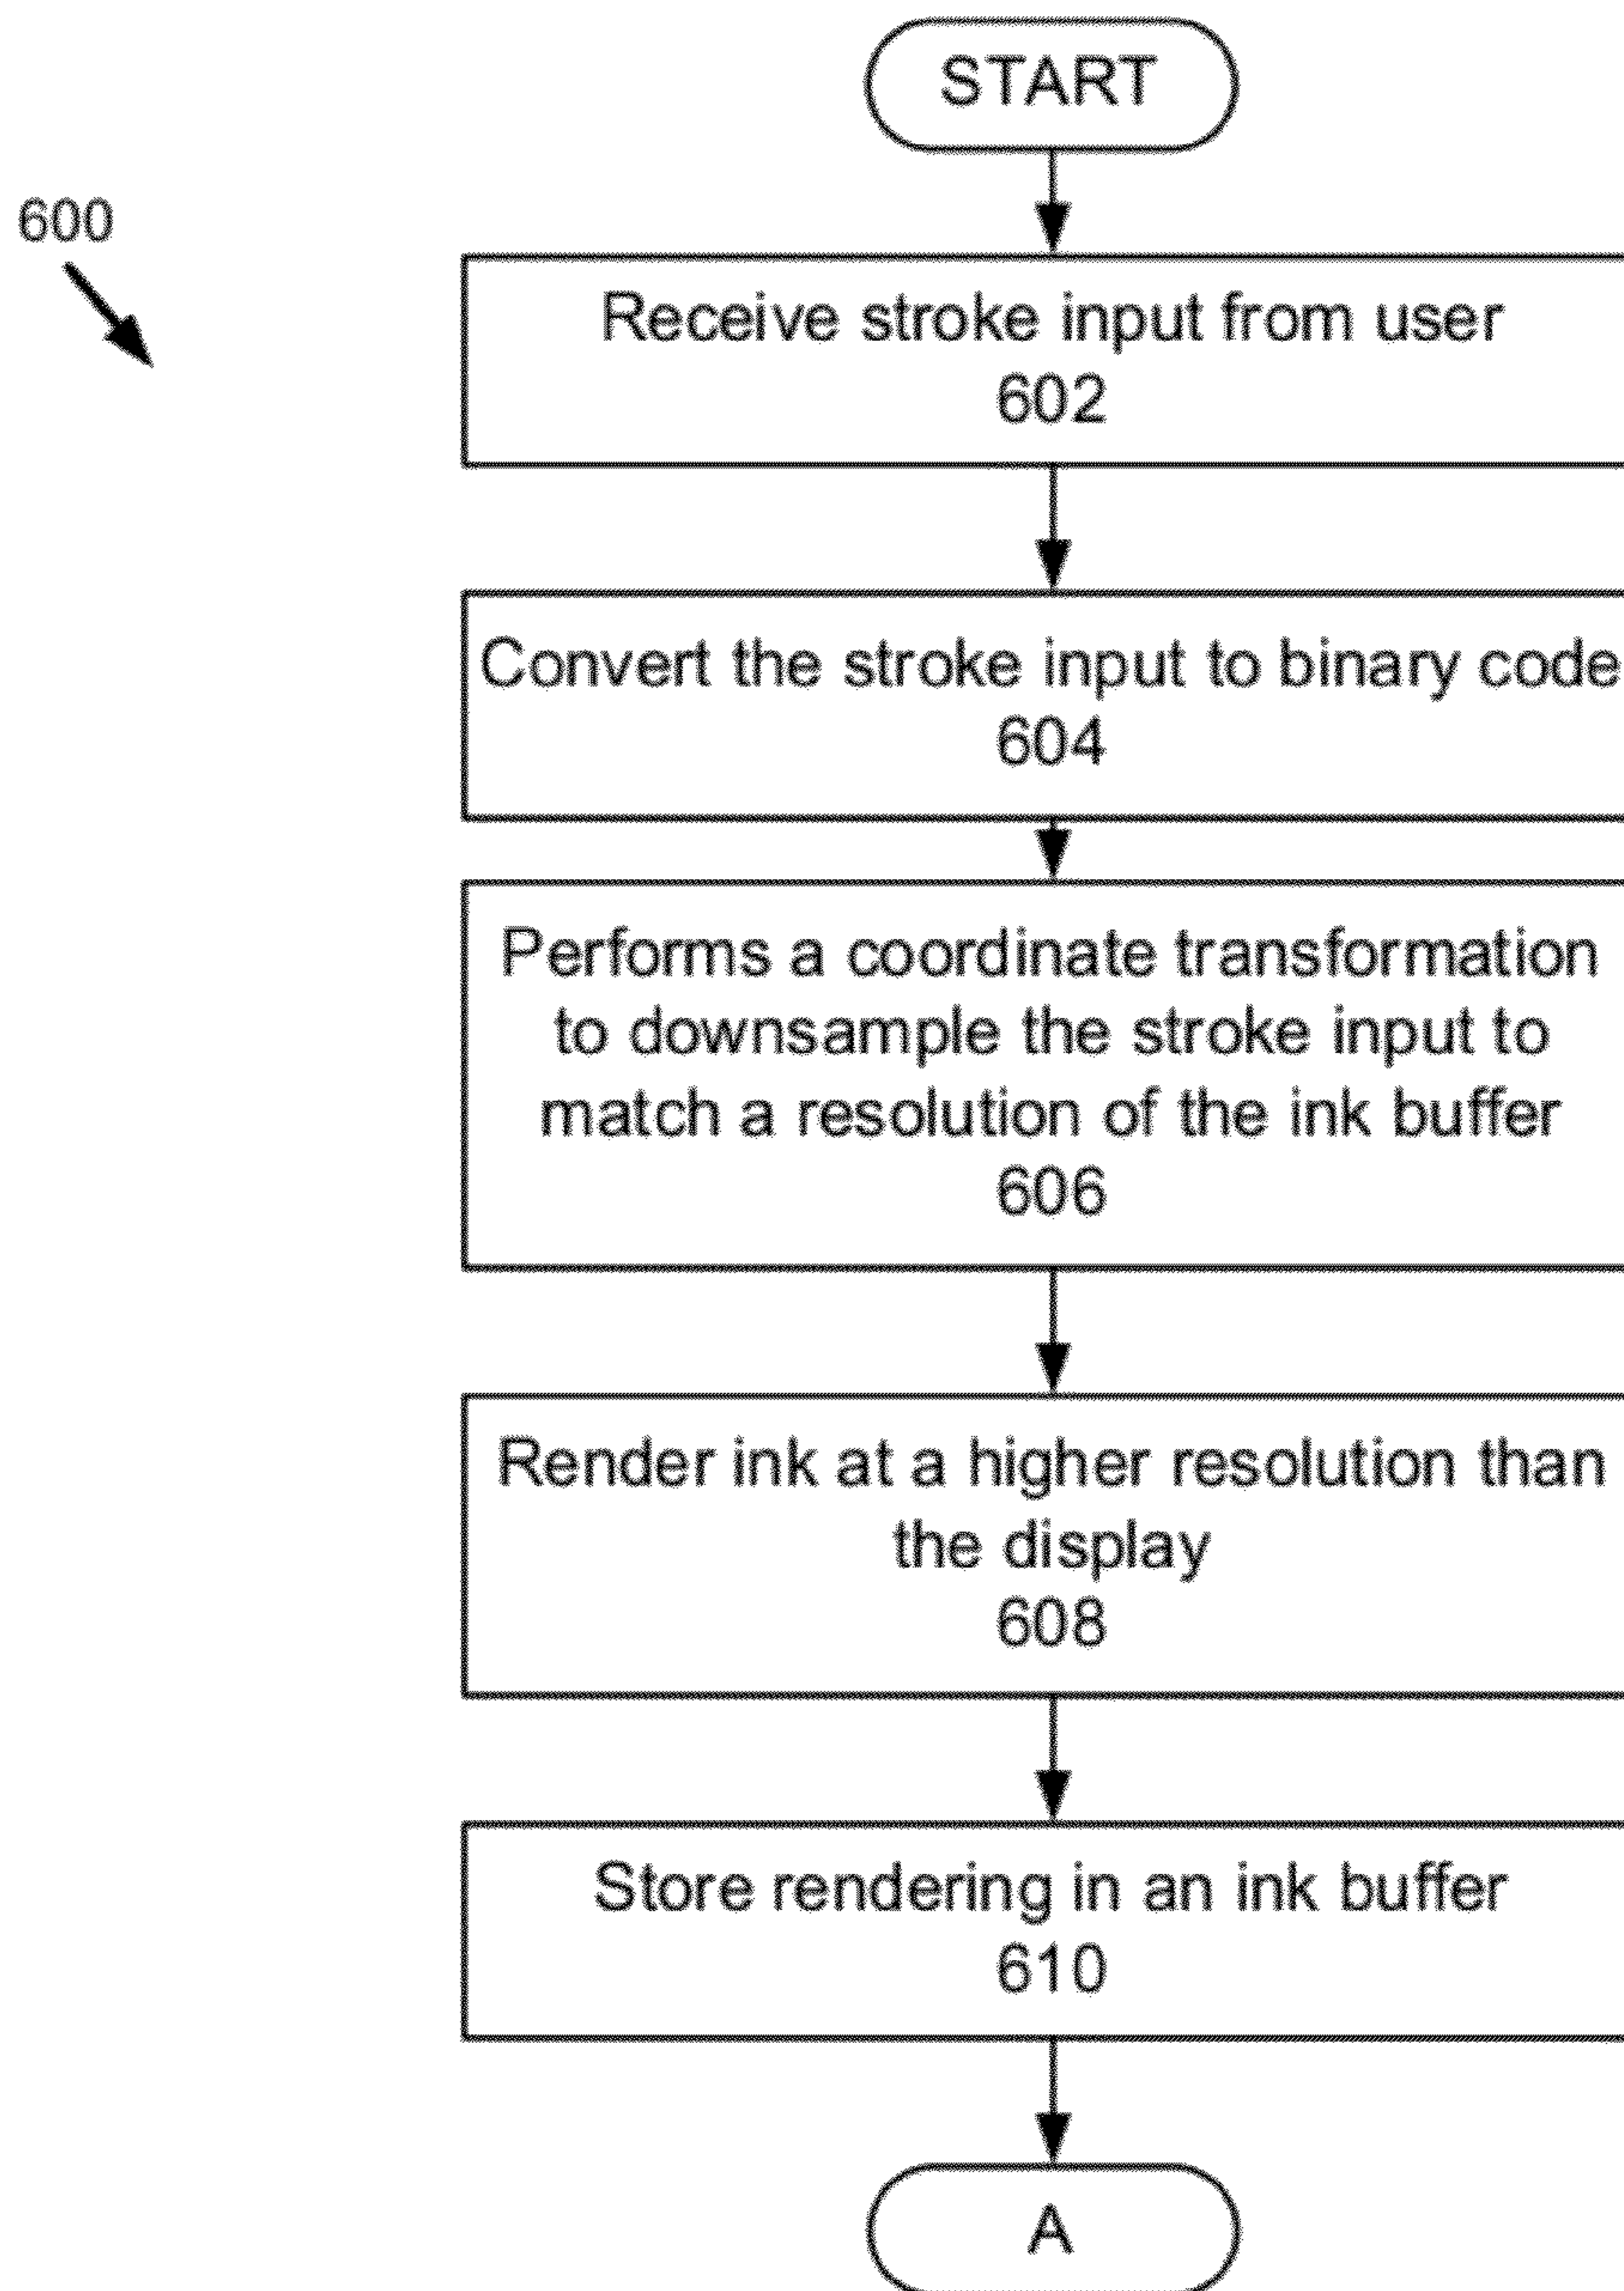 START
600
Receive stroke input from user
602
Convert the stroke input to binary code
604
Performs a coordinate transformation
to downsample the stroke input to
match a resolution of the ink buffer
606
Render ink at a higher resolution than
the display
608
Store rendering in an ink buffer
610
A